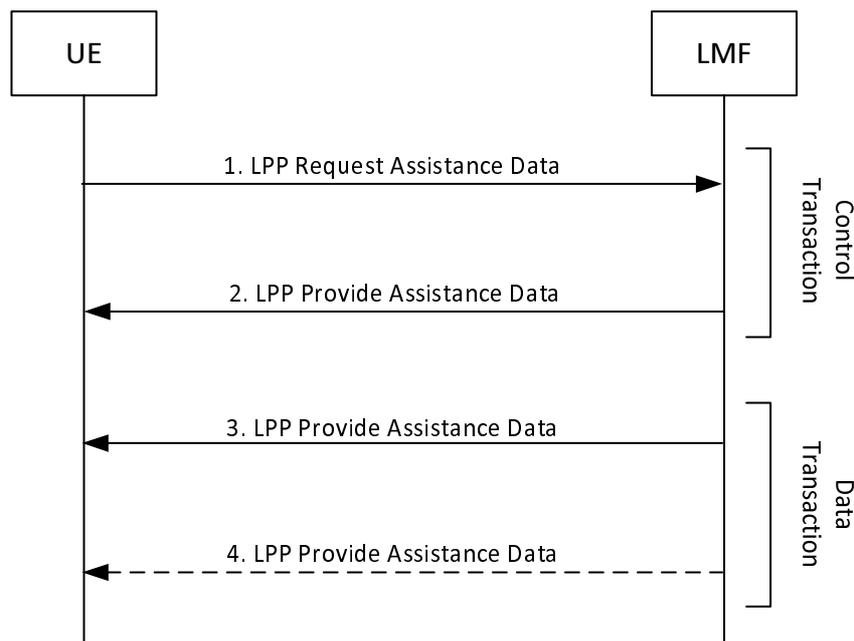 UE
LMF
1. LPP Request Assistance Data
2. LPP Provide Assistance Data
Control
Transaction
3. LPP Provide Assistance Data
4. LPP Provide Assistance Data
Data
Transaction